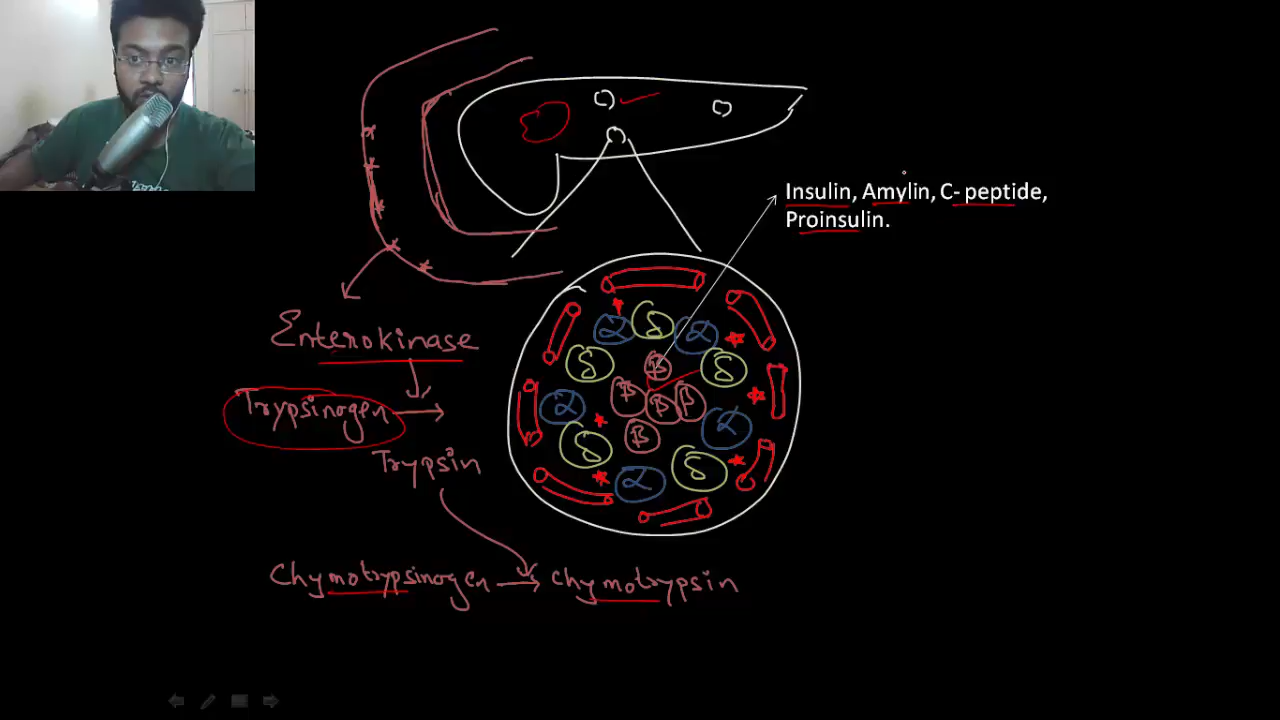 Insulin, Amylin, C- peptide,
Proinsulin.
Enterokinase
Trypsinogen
Trypsin
Chymotrypsinogen → chymotrypsin
α δ α
δ β δ
α β β β α
δ β δ
α